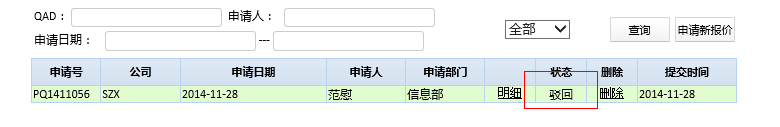 QAD： 申请人：
全部 查询 申请新报价
申请日期： ---
申请号 公司 申请日期 申请人 申请部门 状态 删除 提交时间
PQ1411056 SZX 2014-11-28 范慰 信息部 明细 驳回 删除 2014-11-28